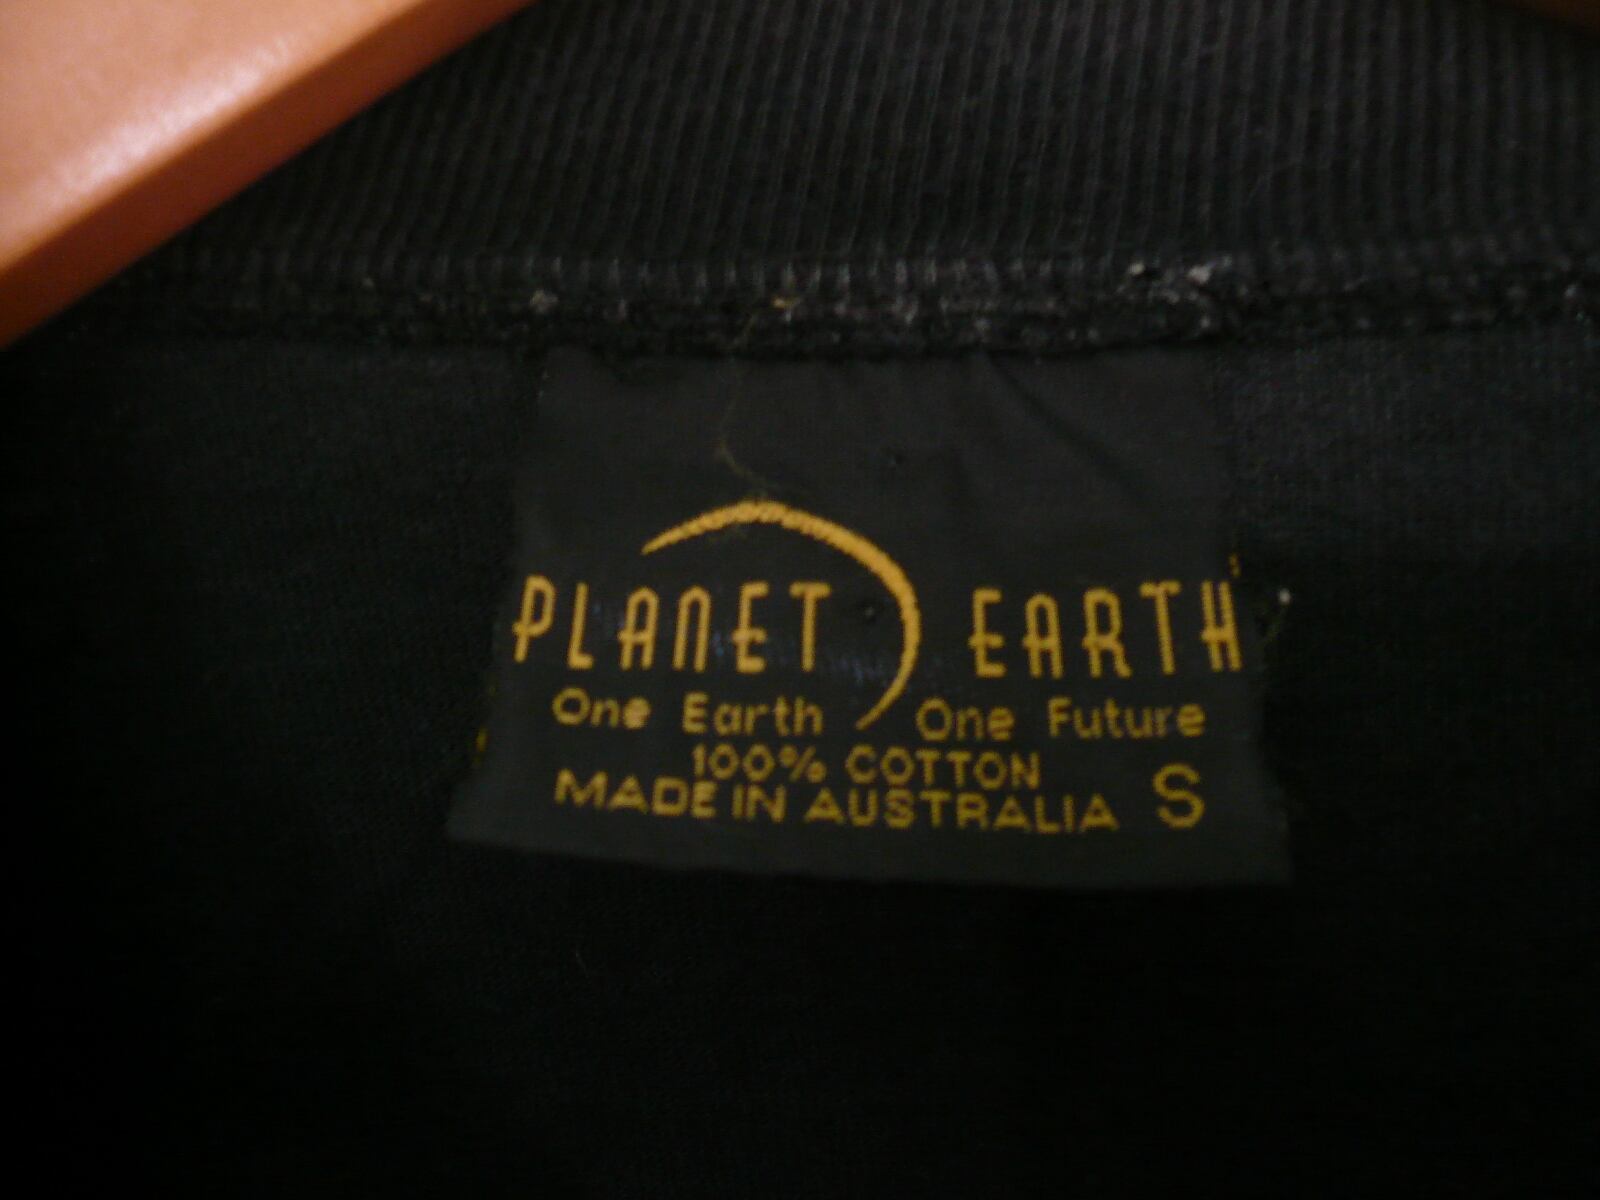 PLANET EARTH
One Earth One Future
100% COTTON
MADE IN AUSTRALIA S